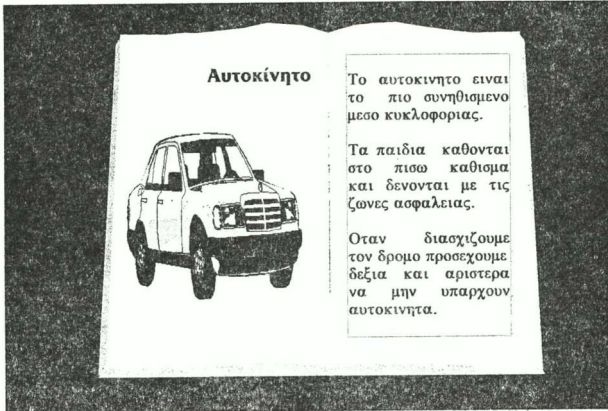 Αυτοκίνητο
Το αυτοκινητο ειναι
το πιο συνηθισμενο
μεσο κυκλοφοριας.
Τα παιδια καθονται
στο πισω καθισμα
και δενονται με τις
ζωνες ασφαλειας.
Οταν διασχιζουμε
τον δρομο προσεχουμε
δεξια και αριστερα
να μην υπαρχουν
αυτοκινητα.